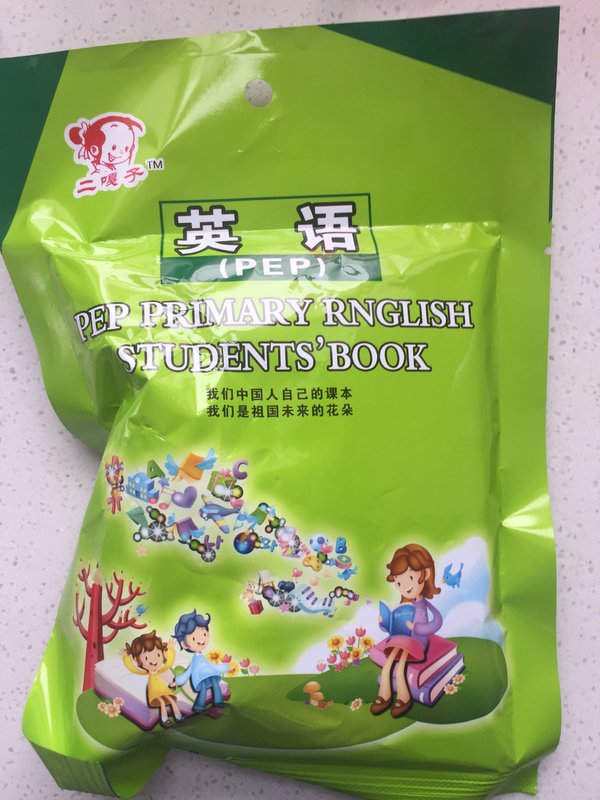 二嘎子 TM
英语
(PEP)
PEP PRIMARY RNGLISH
STUDENTS'BOOK
我们中国人自己的课本
我们是祖国未来的花朵
A
C
B